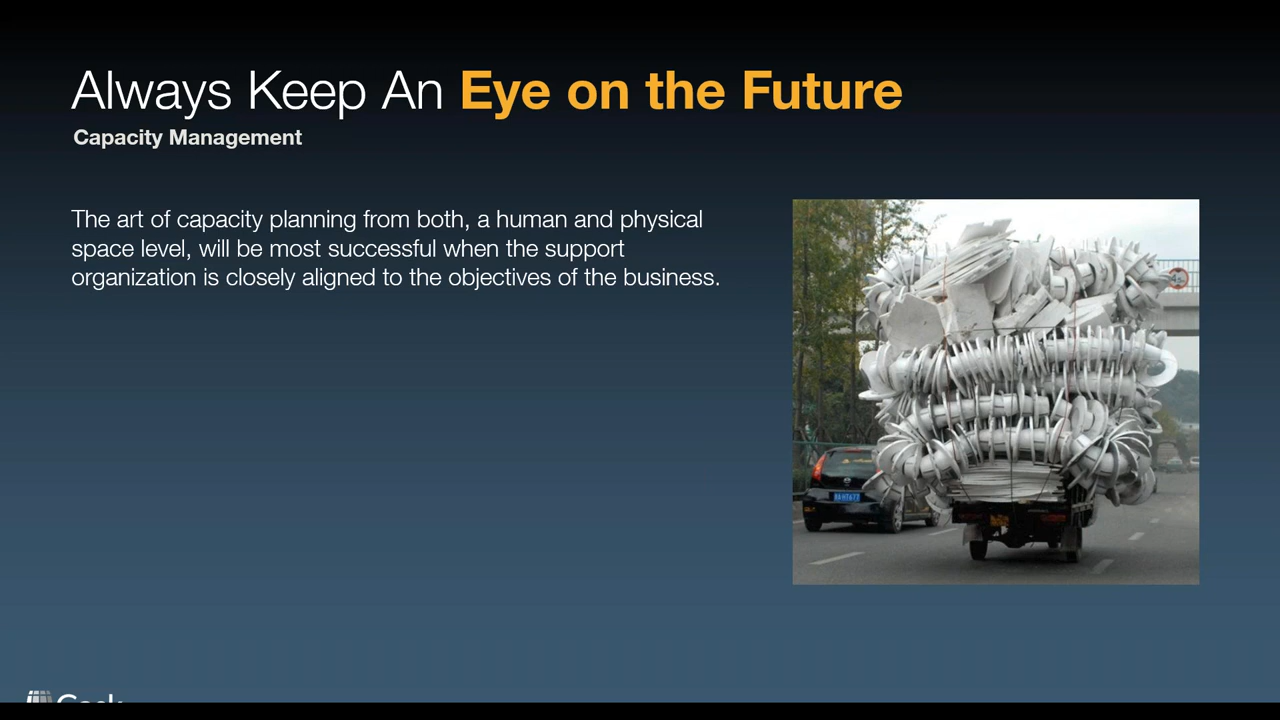 Always Keep An Eye on the Future
Capacity Management
The art of capacity planning from both, a human and physical
space level, will be most successful when the support
organization is closely aligned to the objectives of the business.